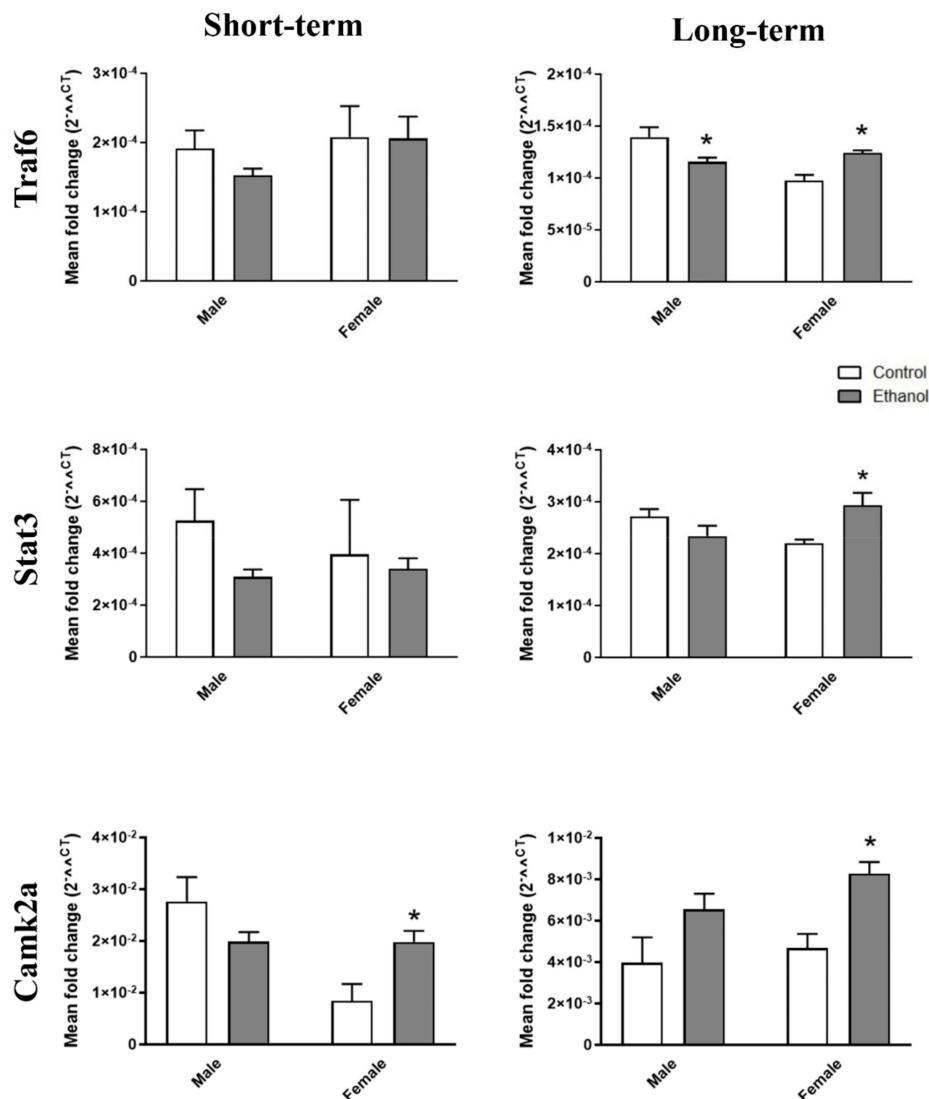 Short-term
Long-term
Traf6
Mean fold change (2^-^^CT)
3×10⁻⁴
2×10⁻⁴
1×10⁻⁴
0
Male
Female
Mean fold change (2^-^^CT)
2×10⁻⁴
1.5×10⁻⁴
1×10⁻⁴
5×10⁻⁵
0
*
*
Male
Female
Control
Ethanol
Stat3
Mean fold change (2^-^^CT)
8×10⁻⁴
6×10⁻⁴
4×10⁻⁴
2×10⁻⁴
0
Male
Female
Mean fold change (2^-^^CT)
4×10⁻⁴
3×10⁻⁴
2×10⁻⁴
1×10⁻⁴
0
*
Male
Female
Camk2a
Mean fold change (2^-^^CT)
4×10⁻²
3×10⁻²
2×10⁻²
1×10⁻²
0
*
Male
Female
Mean fold change (2^-^^CT)
1×10⁻²
8×10⁻³
6×10⁻³
4×10⁻³
2×10⁻³
0
*
Male
Female